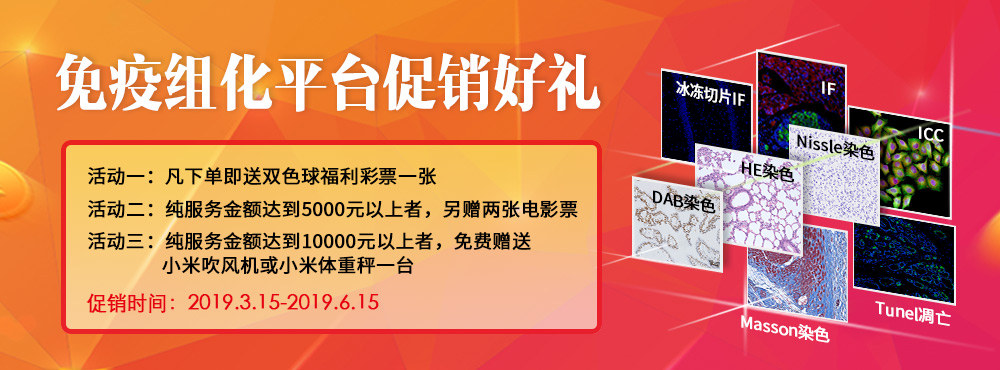 免疫组化平台促销好礼
活动一：凡下单即送双色球福利彩票一张
活动二：纯服务金额达到5000元以上者，另赠两张电影票
活动三：纯服务金额达到10000元以上者，免费赠送
小米吹风机或小米体重秤一台
促销时间：2019.3.15-2019.6.15
冰冻切片IF
IF
ICC
Nissle染色
HE染色
DAB染色
Masson染色
Tunel凋亡